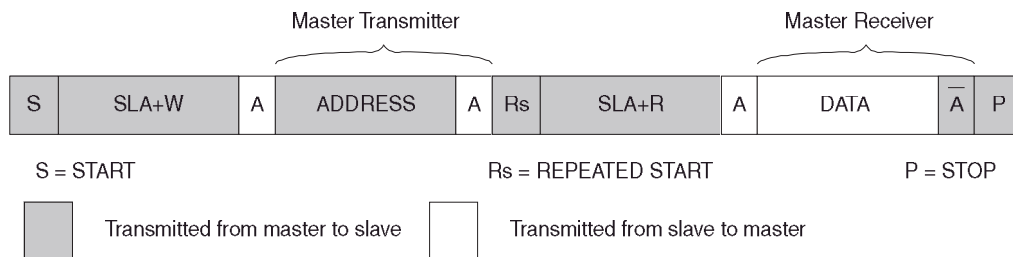 Master Transmitter Master Receiver
S SLA+W A ADDRESS A Rs SLA+R A DATA A̅ P
S = START Rs = REPEATED START P = STOP
Transmitted from master to slave Transmitted from slave to master